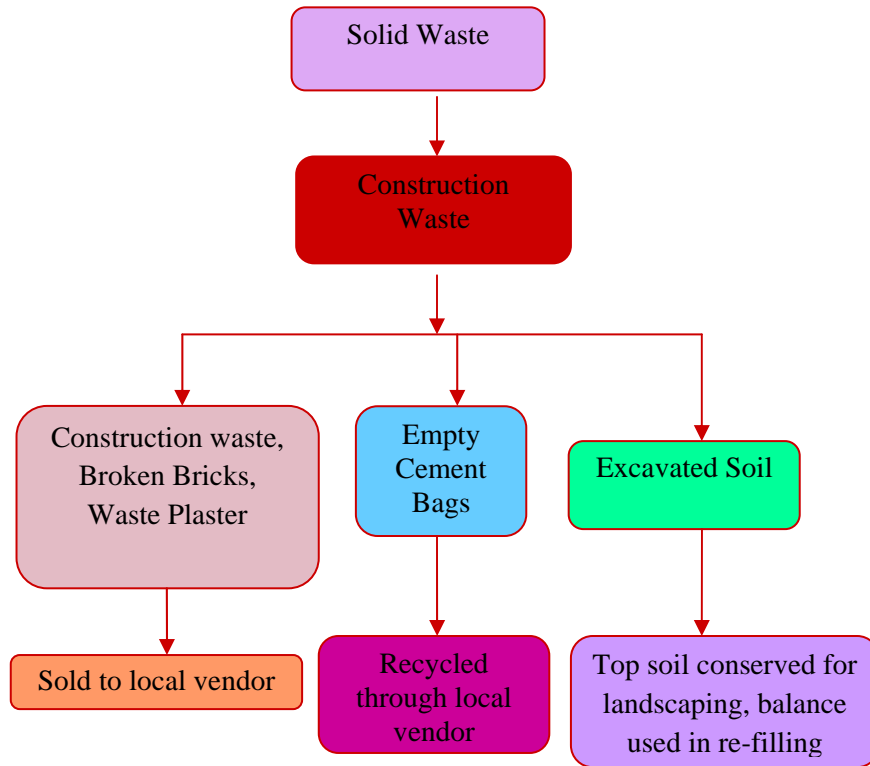 Solid Waste
Construction
Waste
Construction waste,
Broken Bricks,
Waste Plaster
Empty
Cement
Bags
Excavated Soil
Sold to local vendor
Recycled
through local
vendor
Top soil conserved for
landscaping, balance
used in re-filling